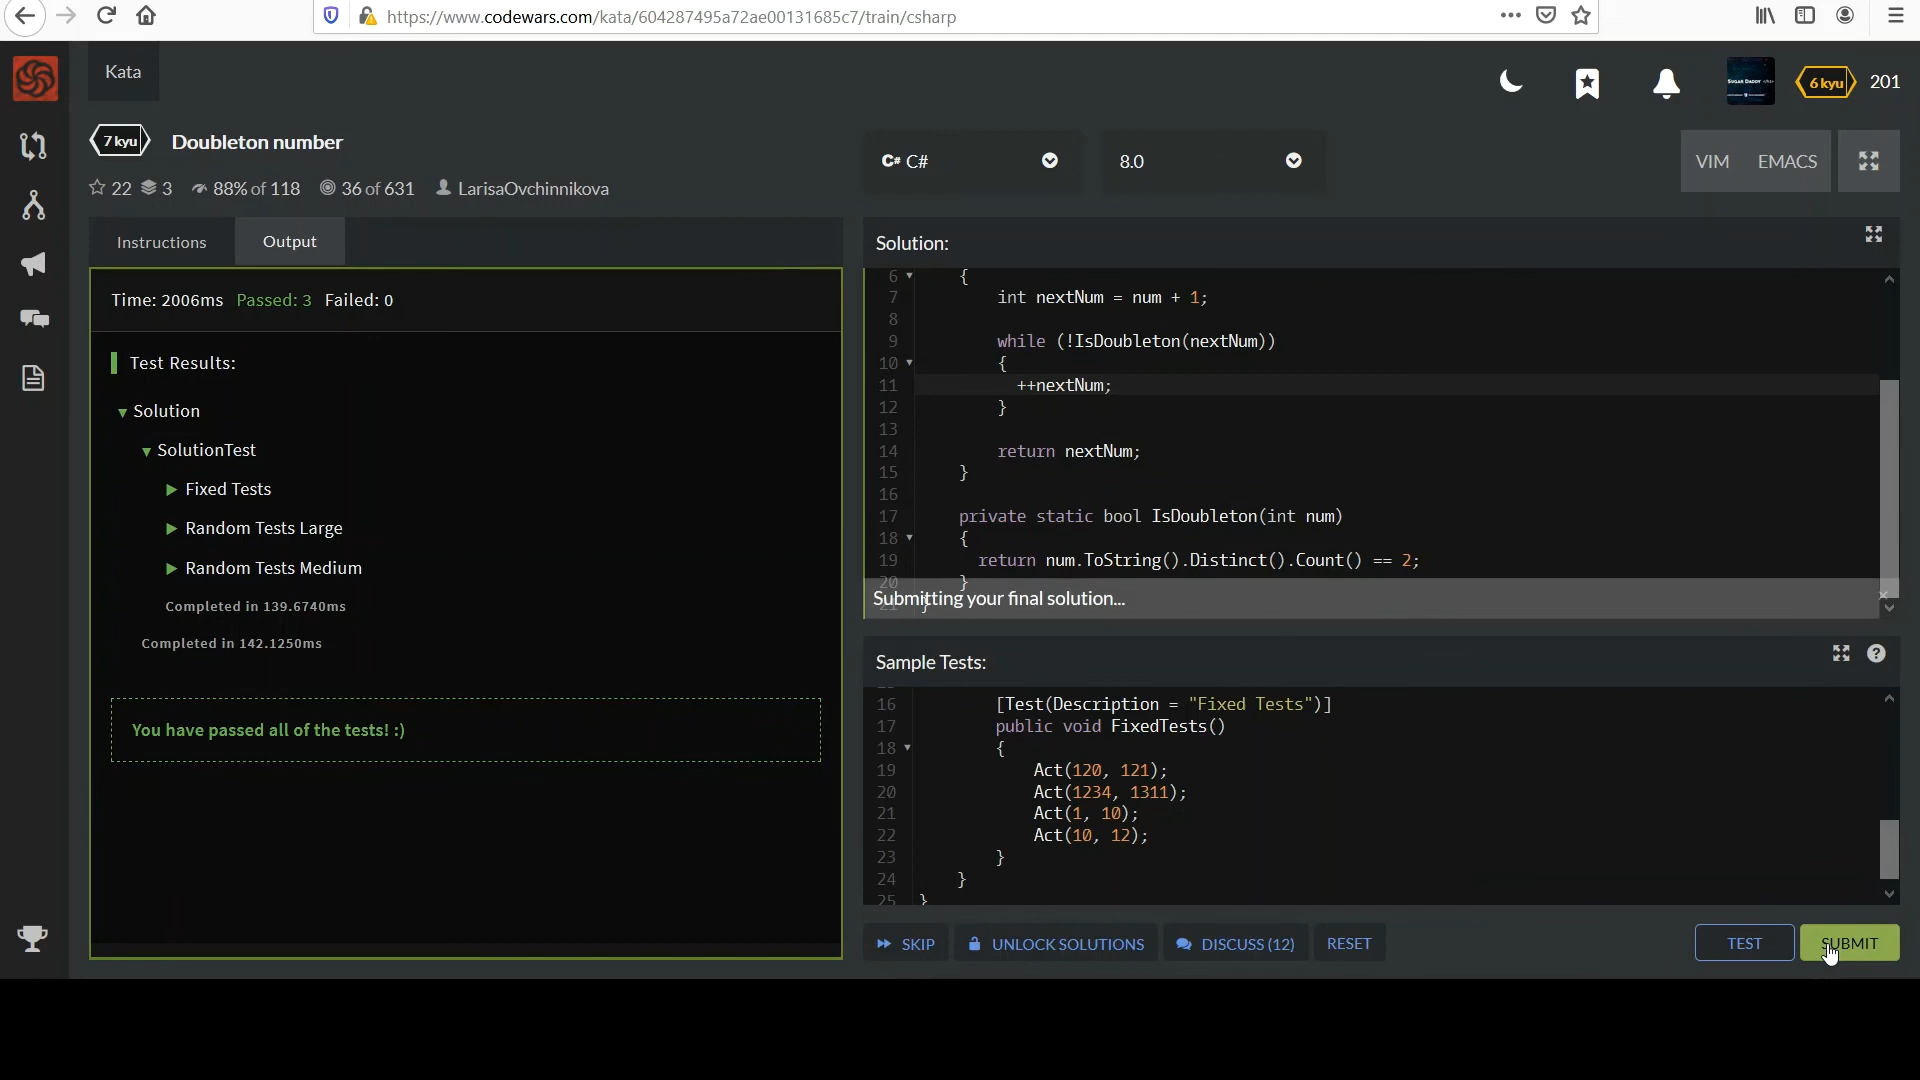 https://www.codewars.com/kata/604287495a72ae00131685c7/train/csharp
Kata
6 kyu 201
7 kyu Doubleton number
22 3 88% of 118 36 of 631 LarisaOvchinnikova
C# C#
8.0
VIM EMACS
Instructions Output
Time: 2006ms Passed: 3 Failed: 0
Test Results:
Solution
SolutionTest
Fixed Tests
Random Tests Large
Random Tests Medium
Completed in 139.6740ms
Completed in 142.1250ms
You have passed all of the tests! :)
Solution:
6 {
7 int nextNum = num + 1;
8
9 while (!IsDoubleton(nextNum))
10 {
11 ++nextNum;
12 }
13
14 return nextNum;
15 }
16
17 private static bool IsDoubleton(int num)
18 {
19 return num.ToString().Distinct().Count() == 2;
20 }
21 }
Submitting your final solution...
Sample Tests:
16 [Test(Description = "Fixed Tests")]
17 public void FixedTests()
18 {
19 Act(120, 121);
20 Act(1234, 1311);
21 Act(1, 10);
22 Act(10, 12);
23 }
24 }
25 }
SKIP UNLOCK SOLUTIONS DISCUSS (12) RESET TEST SUBMIT